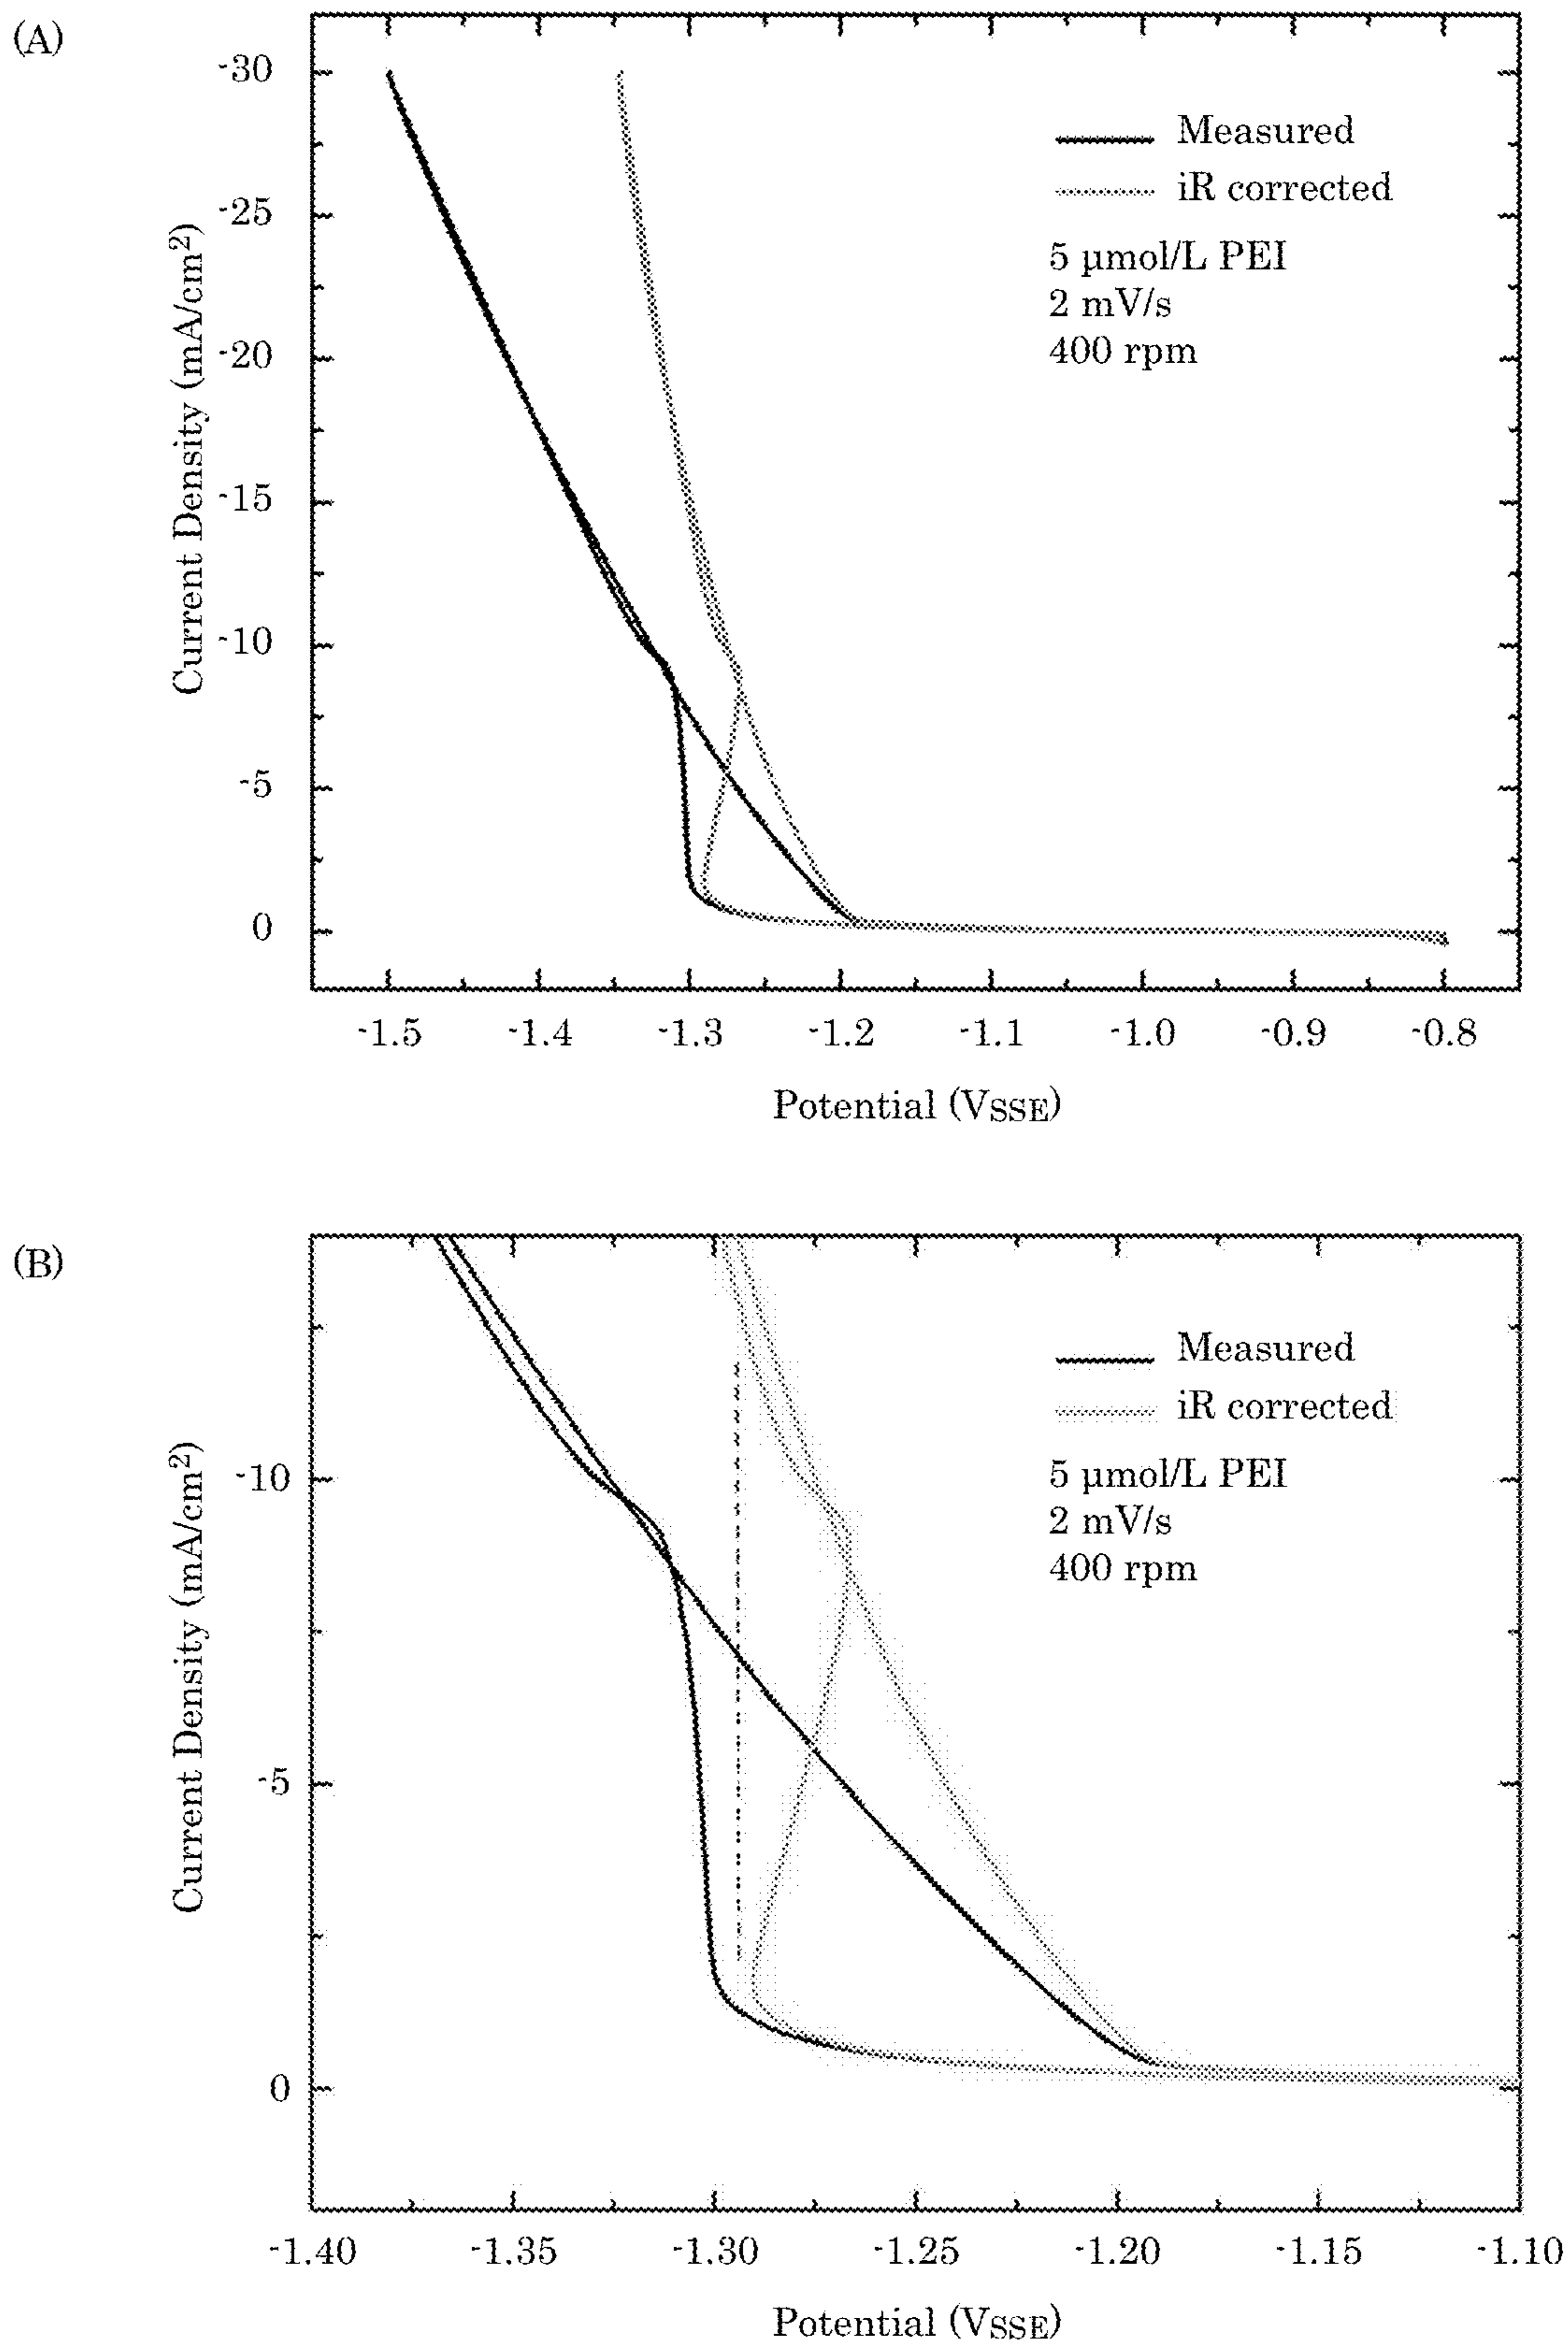 (A)
-30
-25
-20
-15
-10
-5
0
Current Density (mA/cm²)
Measured
iR corrected
5 µmol/L PEI
2 mV/s
400 rpm
-1.5 -1.4 -1.3 -1.2 -1.1 -1.0 -0.9 -0.8
Potential (VSSE)
(B)
-10
-5
0
Current Density (mA/cm²)
Measured
iR corrected
5 µmol/L PEI
2 mV/s
400 rpm
-1.40 -1.35 -1.30 -1.25 -1.20 -1.15 -1.10
Potential (VSSE)